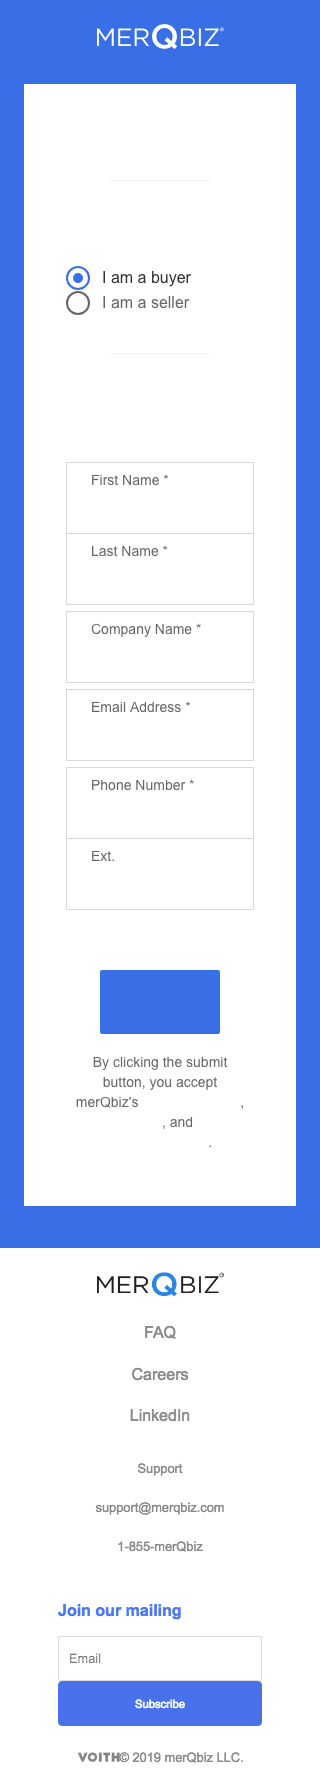 MERQBIZ®
I am a buyer
I am a seller
First Name *
Last Name *
Company Name *
Email Address *
Phone Number *
Ext.
By clicking the submit
button, you accept
merQbiz's ,
, and
.
MERQBIZ®
FAQ
Careers
LinkedIn
Support
support@merqbiz.com
1-855-merQbiz
Join our mailing
Email
Subscribe
VOITH© 2019 merQbiz LLC.